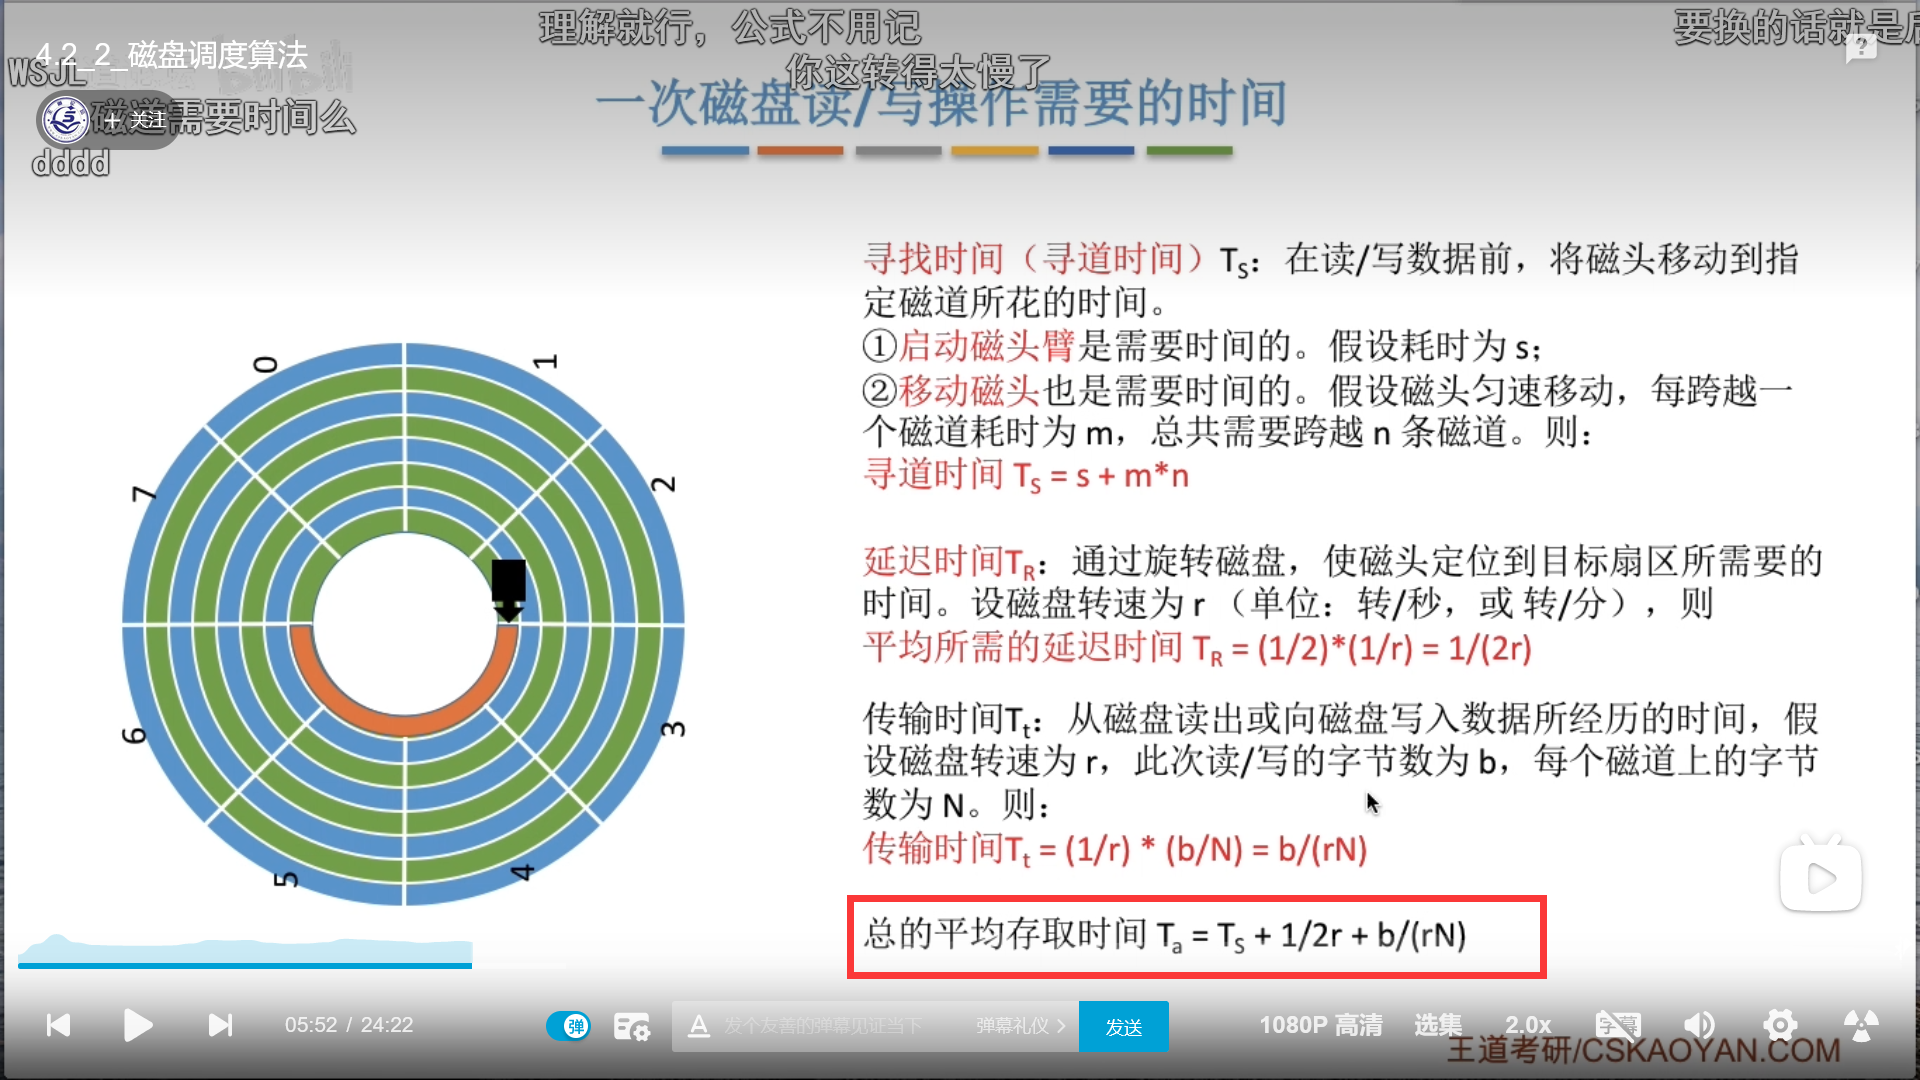 理解就行，公式不用记
要换的话就是后
4.2_2_磁盘调度算法
WSJL
你这转得太慢了
一次磁盘读/写操作需要的时间
+ 关注
磁道需要时间么
dddd
寻找时间（寻道时间）TS：在读/写数据前，将磁头移动到指
定磁道所花的时间。
①启动磁头臂是需要时间的。假设耗时为 s；
②移动磁头也是需要时间的。假设磁头匀速移动，每跨越一
个磁道耗时为 m，总共需要跨越 n 条磁道。则：
寻道时间 TS = s + m*n
延迟时间TR：通过旋转磁盘，使磁头定位到目标扇区所需要的
时间。设磁盘转速为 r （单位：转/秒，或 转/分），则
平均所需的延迟时间 TR = (1/2)*(1/r) = 1/(2r)
传输时间Tt：从磁盘读出或向磁盘写入数据所经历的时间，假
设磁盘转速为 r，此次读/写的字节数为 b，每个磁道上的字节
数为 N。则：
传输时间Tt = (1/r) * (b/N) = b/(rN)
总的平均存取时间 Ta = TS + 1/2r + b/(rN)
0
1
2
3
4
5
6
7
05:52 / 24:22
弹
A
发个友善的弹幕见证当下
弹幕礼仪 >
发送
1080P 高清
选集
2.0x
字幕
王道考研/CSKAOYAN.COM